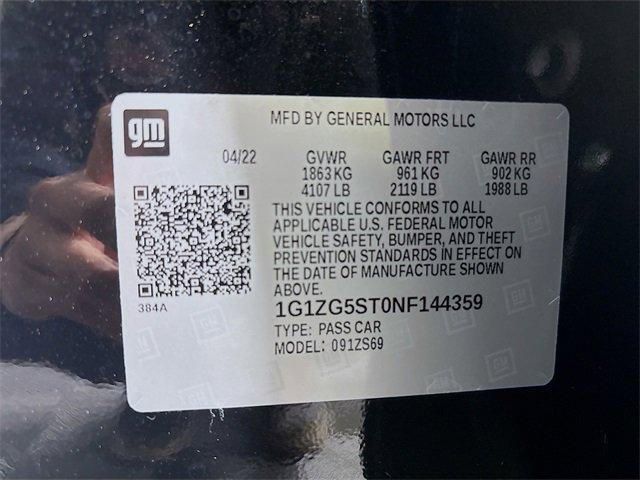 gm
MFD BY GENERAL MOTORS LLC
04/22 GVWR GAWR FRT GAWR RR
1863 KG 961 KG 902 KG
4107 LB 2119 LB 1988 LB
THIS VEHICLE CONFORMS TO ALL
APPLICABLE U.S. FEDERAL MOTOR
VEHICLE SAFETY, BUMPER, AND THEFT
PREVENTION STANDARDS IN EFFECT ON
THE DATE OF MANUFACTURE SHOWN
ABOVE.
384A
1G1ZG5ST0NF144359
TYPE: PASS CAR
MODEL: 091ZS69